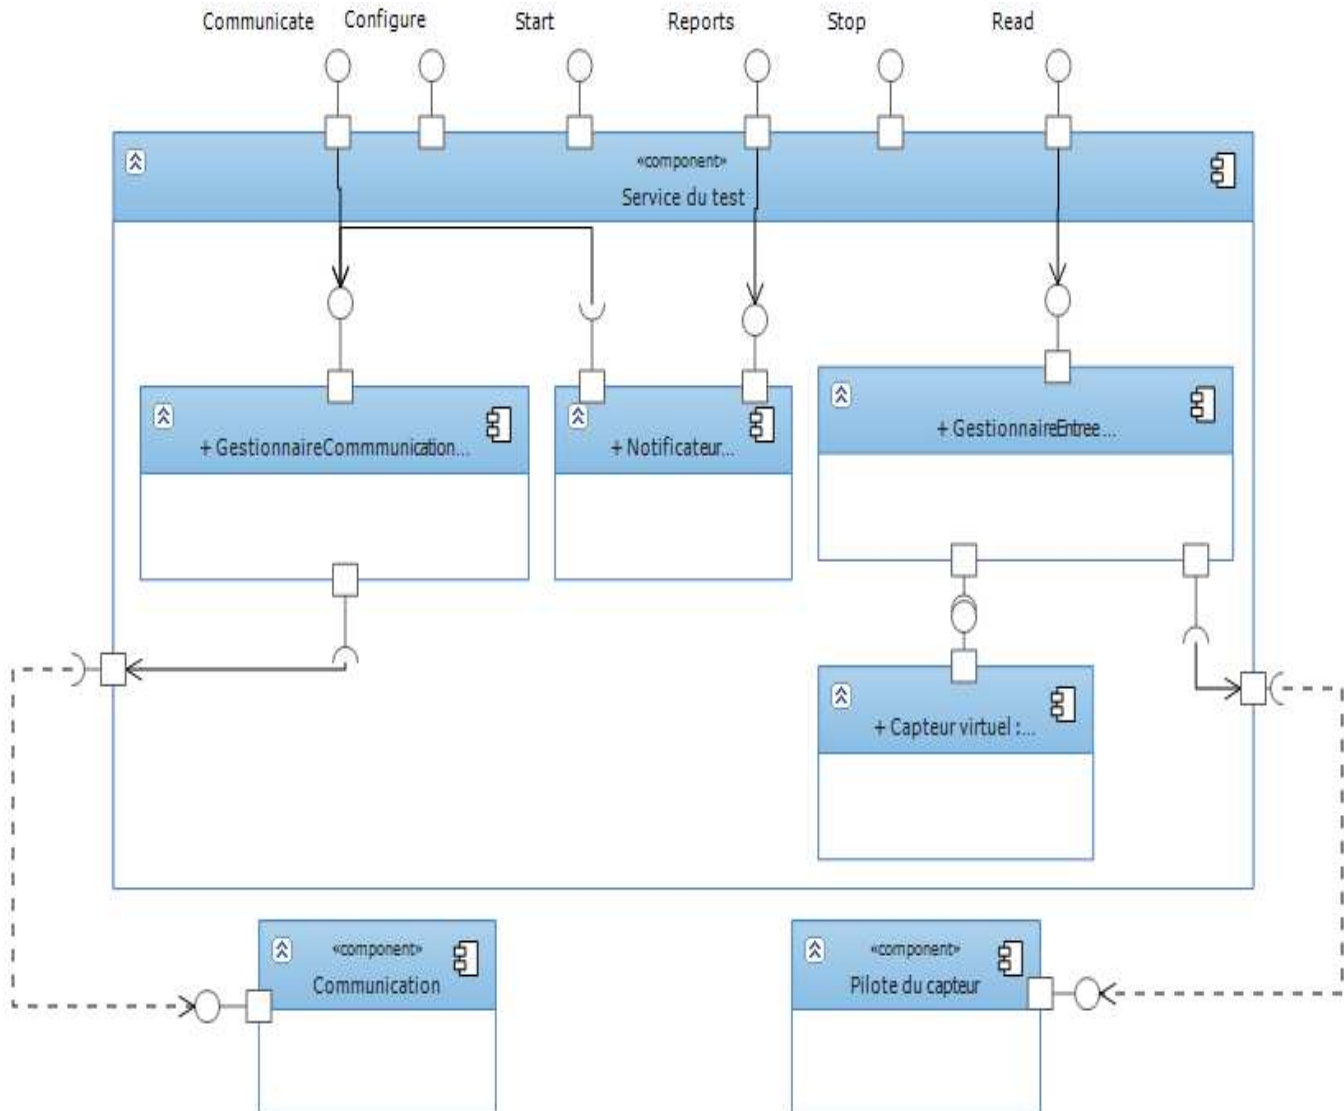 Communicate Configure Start Reports Stop Read
«component»
Service du test
+ GestionnaireCommmunication...
+ Notificateur...
+ GestionnaireEntree...
+ Capteur virtuel :...
«component»
Communication
«component»
Pilote du capteur